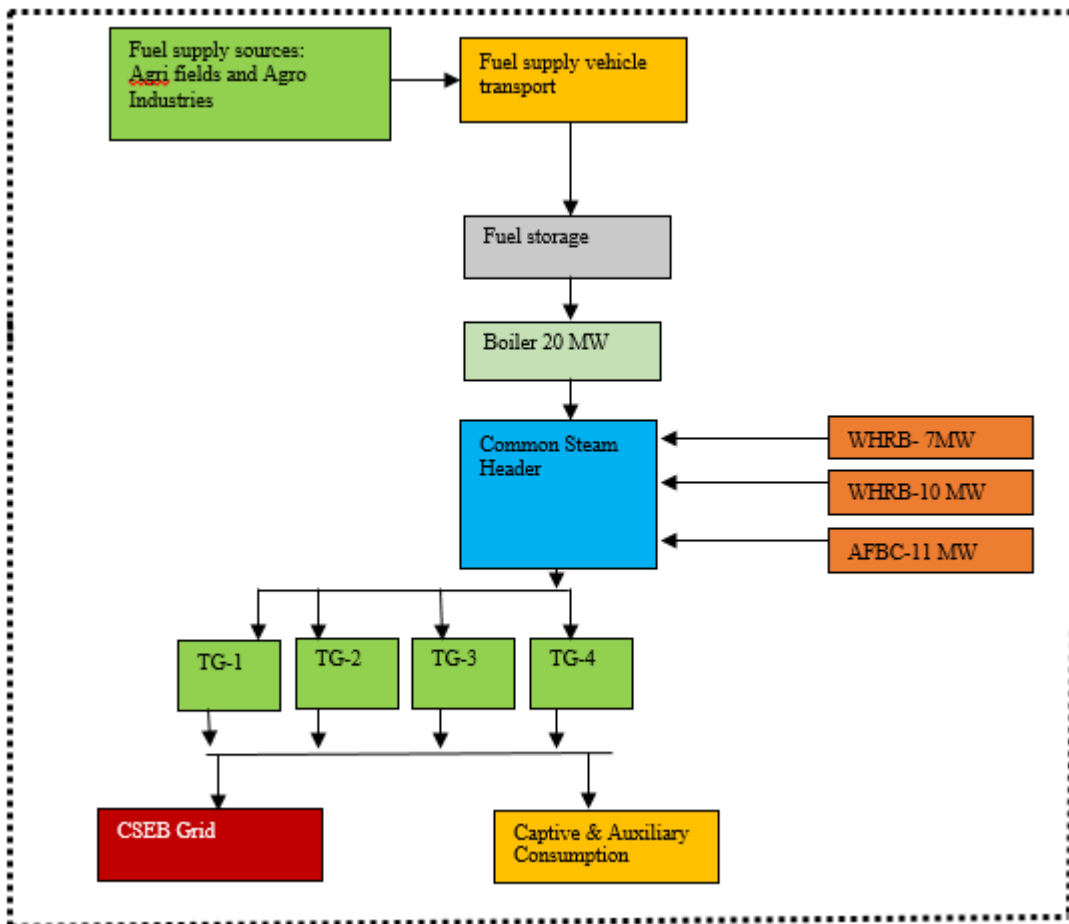 Fuel supply sources:
Agri fields and Agro
Industries
Fuel supply vehicle
transport
Fuel storage
Boiler 20 MW
Common Steam
Header
WHRB- 7MW
WHRB-10 MW
AFBC-11 MW
TG-1
TG-2
TG-3
TG-4
CSEB Grid
Captive & Auxiliary
Consumption